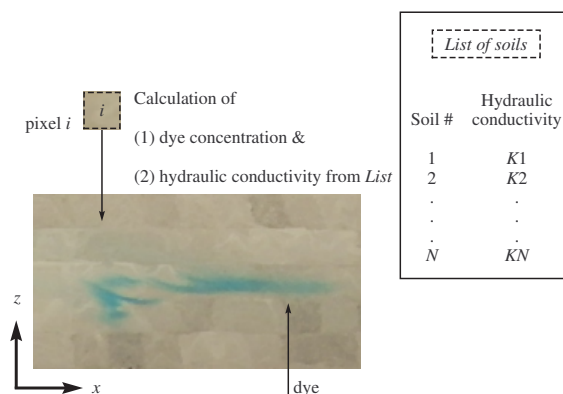 List of soils
Soil # Hydraulic conductivity
1 K1
2 K2
. .
. .
. .
N KN
pixel i
i
Calculation of
(1) dye concentration &
(2) hydraulic conductivity from List
z
x
dye